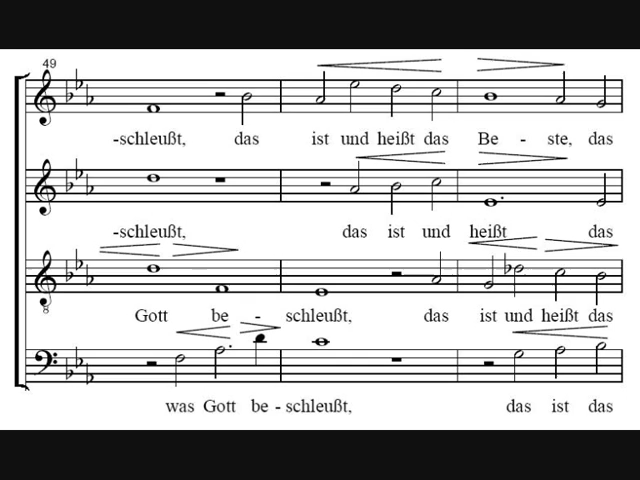 49
-schleußt, das ist und heißt das Be - ste, das
-schleußt, das ist und heißt das
Gott be - schleußt, das ist und heißt das
8
was Gott be - schleußt, das ist das